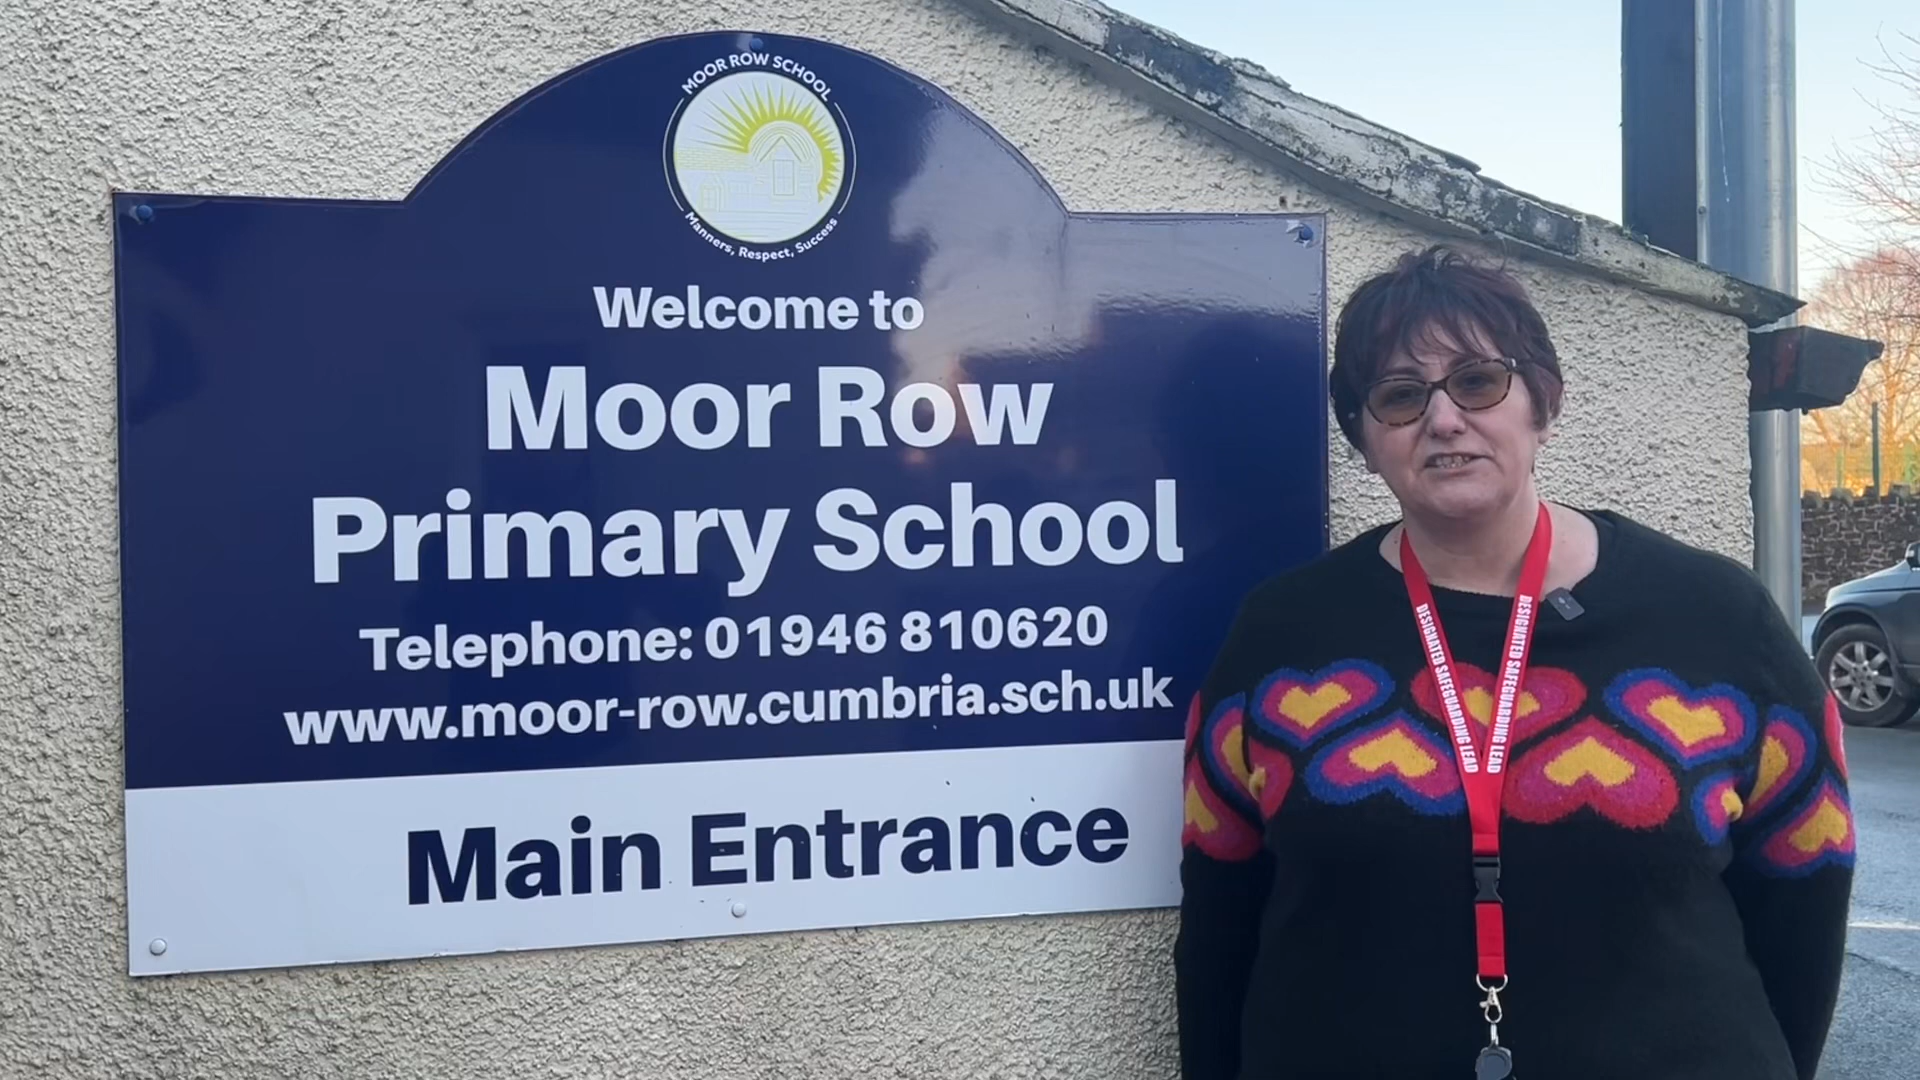 MOOR ROW SCHOOL
Manners, Respect, Success
Welcome to
Moor Row
Primary School
Telephone: 01946 810620
www.moor-row.cumbria.sch.uk
Main Entrance
DESIGNATED SAFEGUARDING LEAD
DESIGNATED SAFEGUARDING LEAD